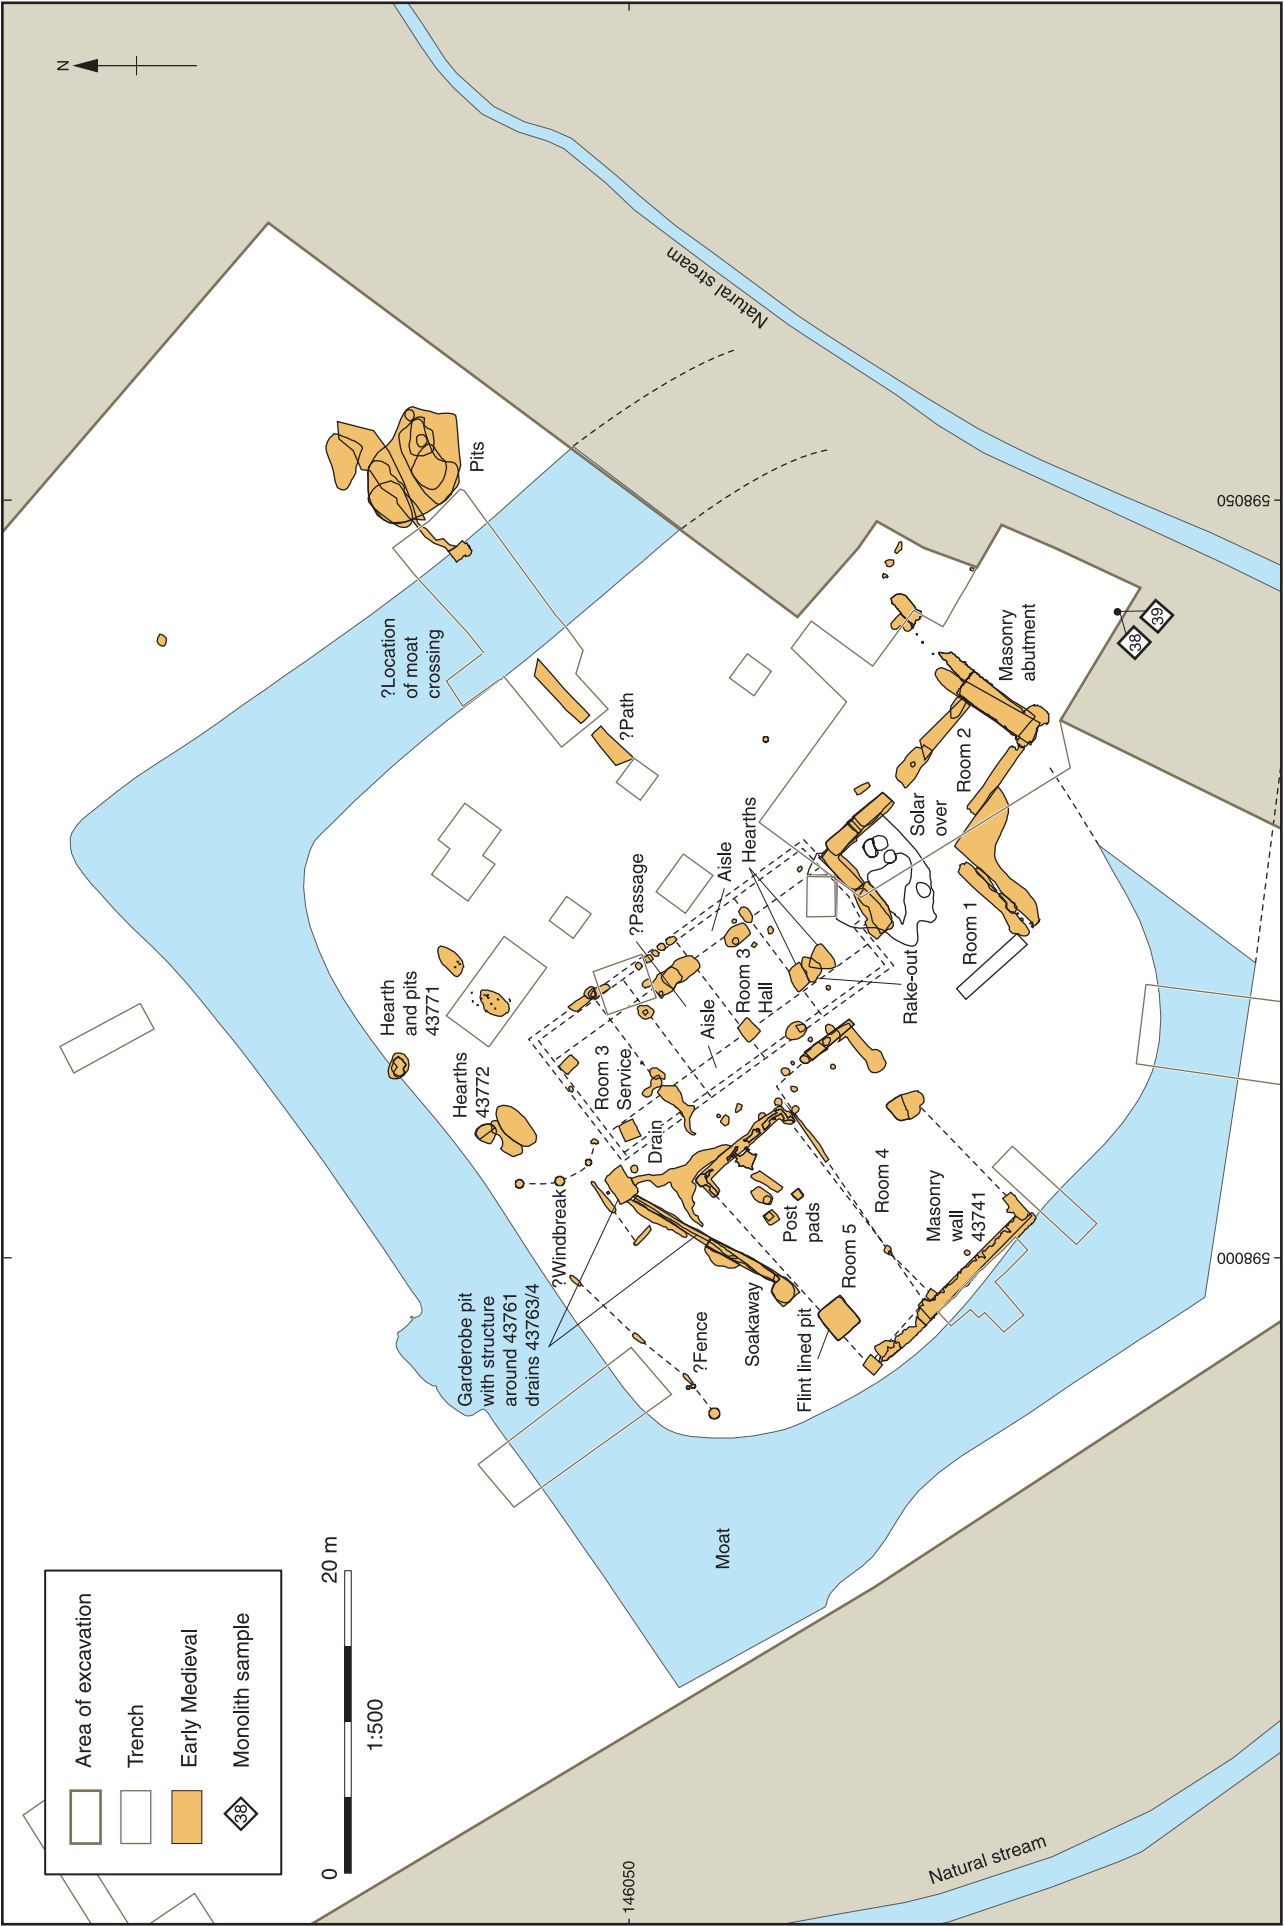 N
Natural stream
Pits
?Location
of moat
crossing
?Path
598050
38
39
Masonry
abutment
Room 2
Solar
over
Hearths
Aisle
?Passage
Room 1
Rake-out
Room 3
Hall
Aisle
Hearth
and pits
43771
Hearths
43772
Room 3
Service
Drain
?Windbreak
Post
pads
Room 4
Masonry
wall
43741
Room 5
598000
Garderobe pit
with structure
around 43761
drains 43763/4
Soakaway
?Fence
Flint lined pit
Moat
Area of excavation
Trench
Early Medieval
38
Monolith sample
0
20 m
1:500
146050
Natural stream